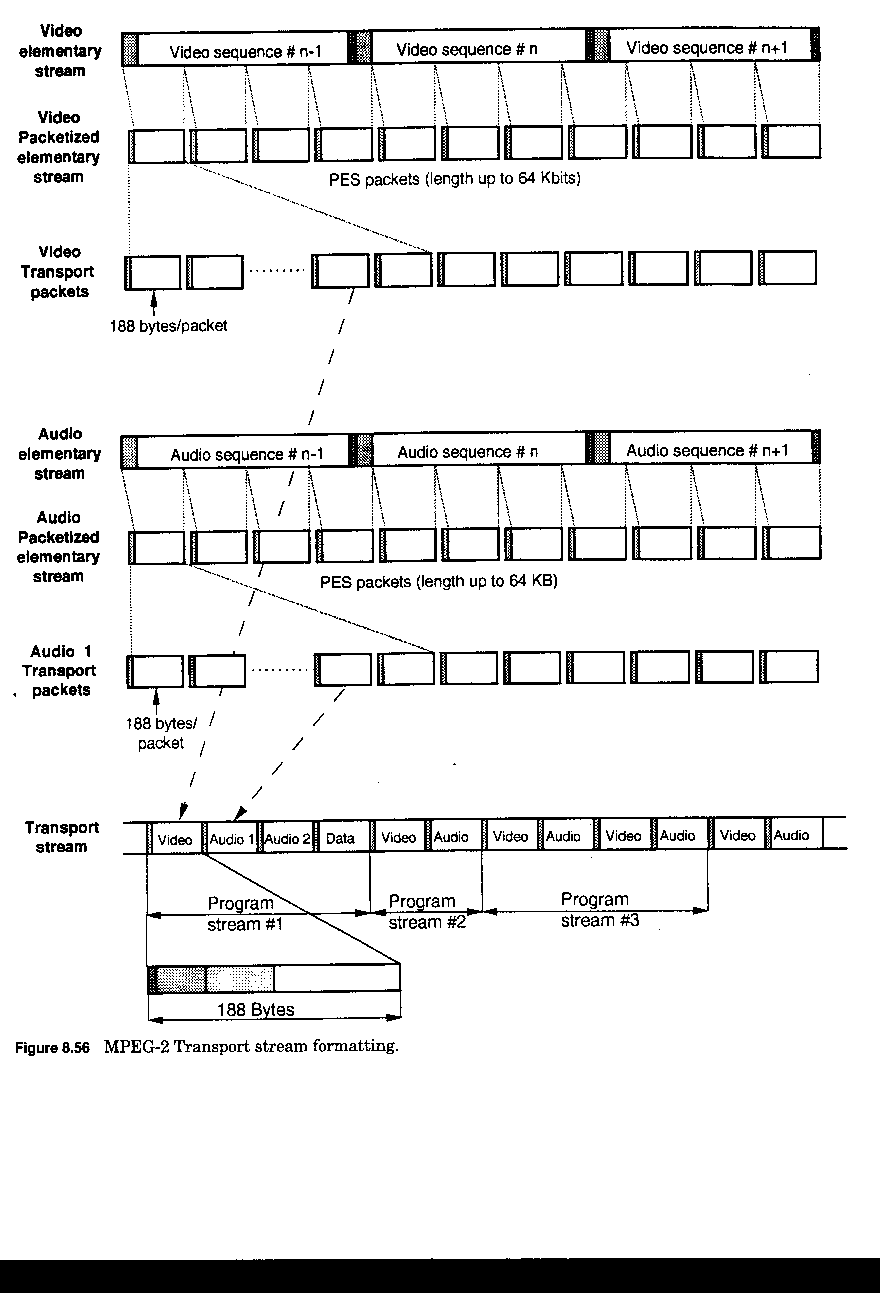 Video
elementary
stream
Video sequence # n-1
Video sequence # n
Video sequence # n+1
Video
Packetized
elementary
stream
PES packets (length up to 64 Kbits)
Video
Transport
packets
188 bytes/packet
Audio
elementary
stream
Audio sequence # n-1
Audio sequence # n
Audio sequence # n+1
Audio
Packetized
elementary
stream
PES packets (length up to 64 KB)
Audio 1
Transport
packets
188 bytes/
packet
Transport
stream
Video
Audio 1
Audio 2
Data
Video
Audio
Video
Audio
Video
Audio
Video
Audio
Program
stream #1
Program
stream #2
Program
stream #3
188 Bytes
Figure 8.56 MPEG-2 Transport stream formatting.